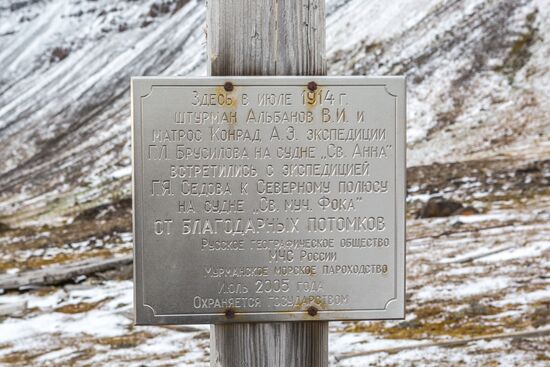 Здесь в июле 1914 г.
штурман Альбанов В.И. и
матрос Конрад А.Э. экспедиции
Г.Л. Брусилова на судне „Св. Анна"
встретились с экспедицией
Г.Я. Седова к Северному полюсу
на судне „Св. муч. Фока"
от благодарных потомков
Русское географическое общество
МЧС России
Мурманское морское пароходство
Июль 2005 года
Охраняется государством